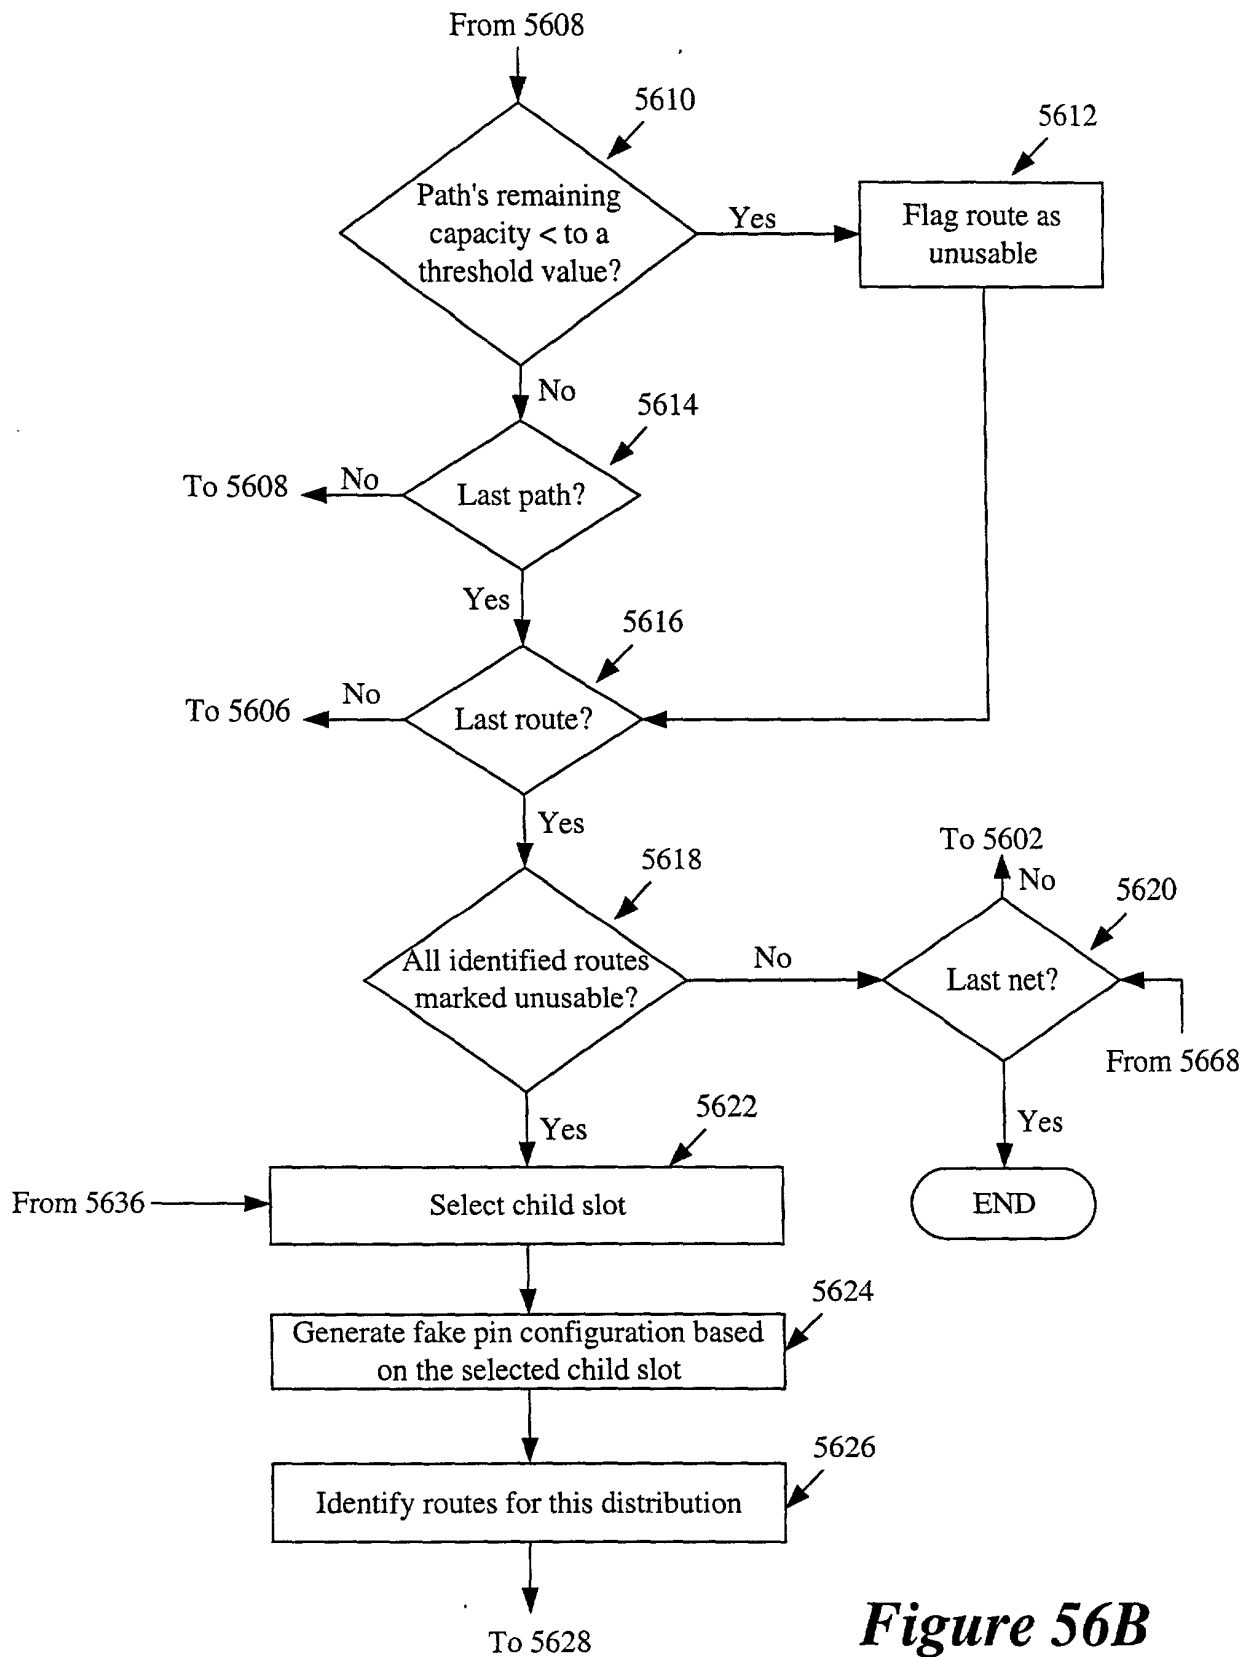 From 5608
5610
5612
Path's remaining
capacity < to a
threshold value?
Yes
Flag route as
unusable
No
5614
To 5608
No
Last path?
Yes
5616
To 5606
No
Last route?
Yes
5618
To 5602
No
5620
All identified routes
marked unusable?
No
Last net?
From 5668
Yes
5622
Yes
From 5636
Select child slot
END
5624
Generate fake pin configuration based
on the selected child slot
5626
Identify routes for this distribution
To 5628
Figure 56B